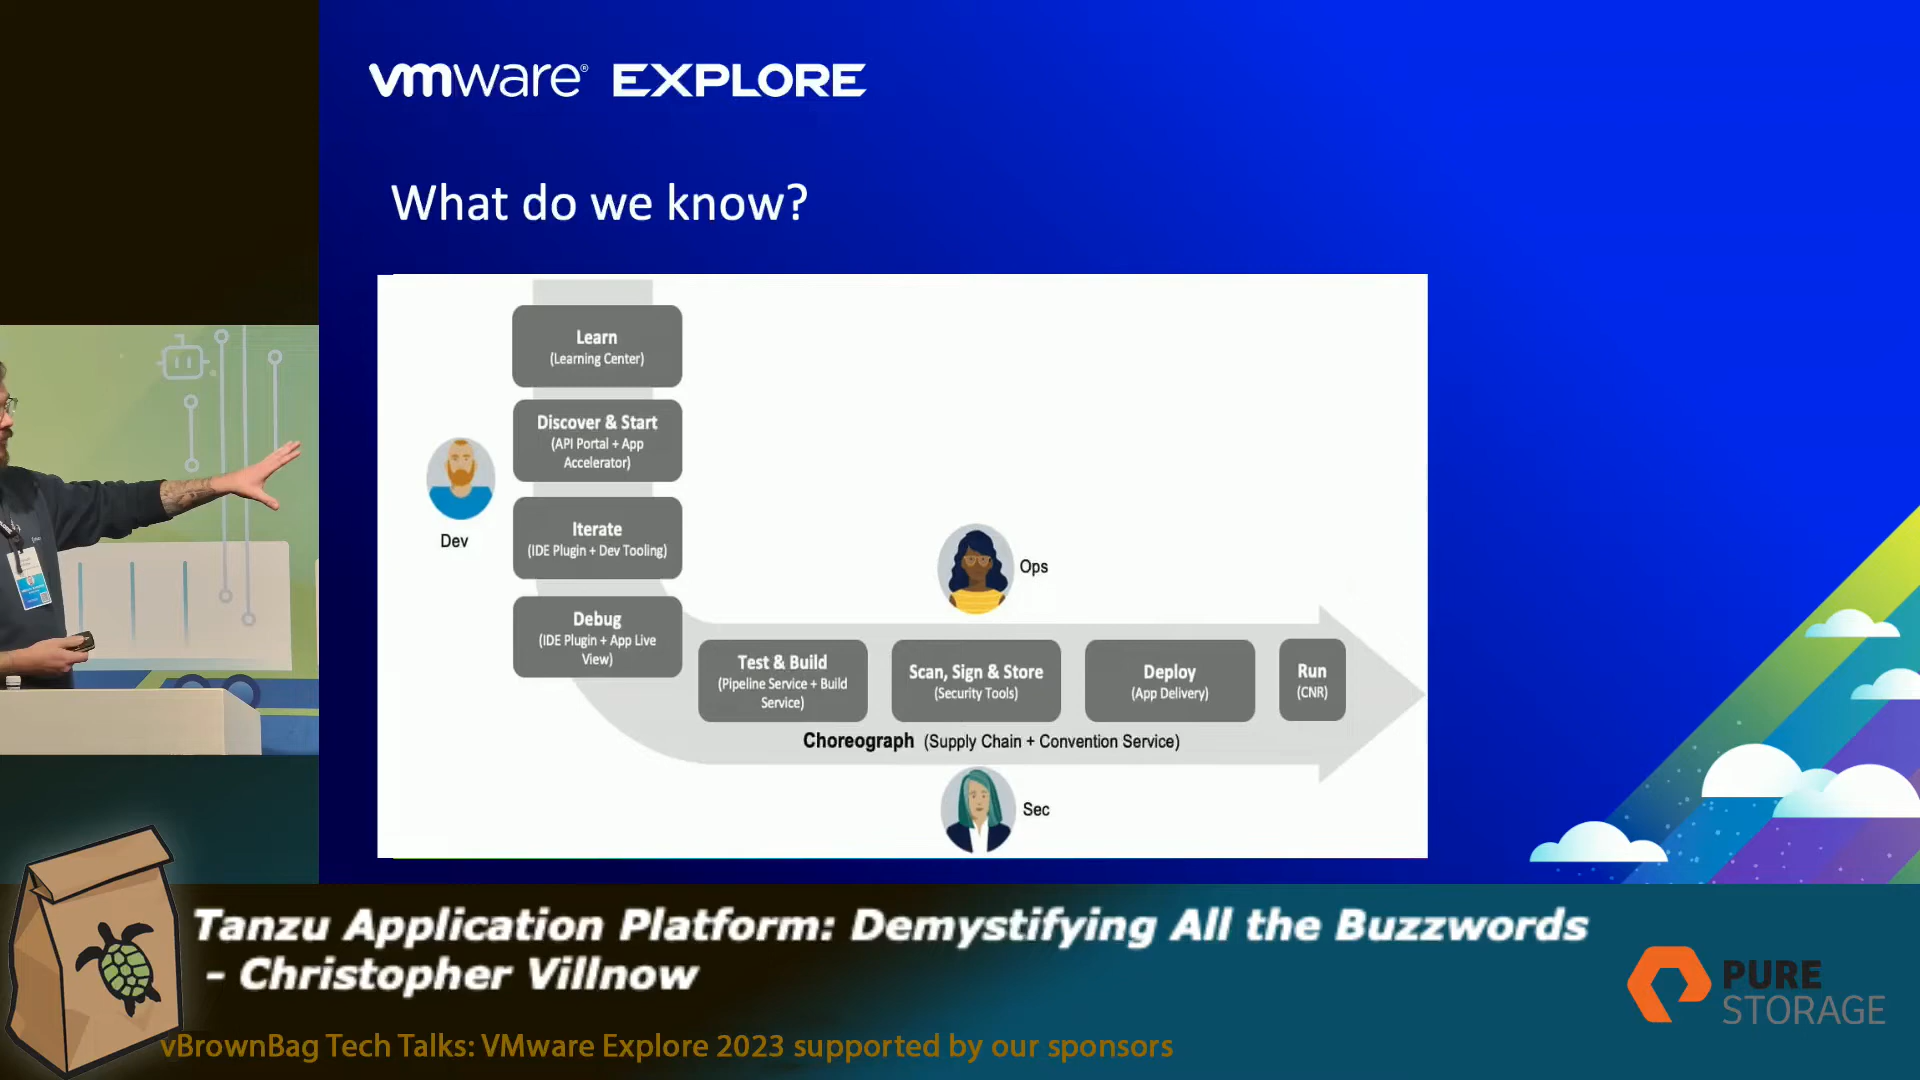 vmware® EXPLORE
What do we know?
Learn
(Learning Center)
Discover & Start
(API Portal + App
Accelerator)
Iterate
(IDE Plugin + Dev Tooling)
Debug
(IDE Plugin + App Live
View)
Dev
Ops
Test & Build
(Pipeline Service + Build
Service)
Scan, Sign & Store
(Security Tools)
Deploy
(App Delivery)
Run
(CNR)
Choreograph (Supply Chain + Convention Service)
Sec
Tanzu Application Platform: Demystifying All the Buzzwords
- Christopher Villnow
PURE
STORAGE
vBrownBag Tech Talks: VMware Explore 2023 supported by our sponsors